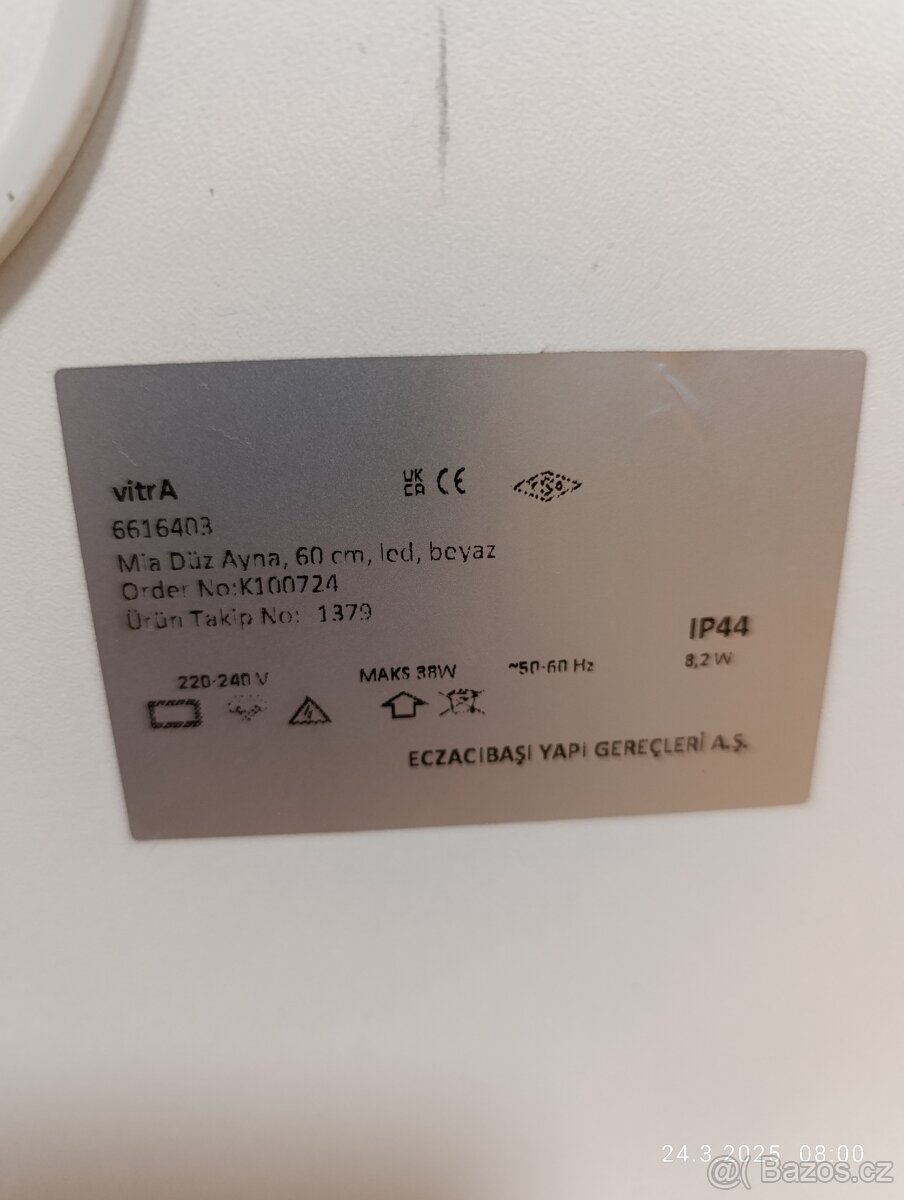 vitrA
UK
CA CE
6616403
Mia Düz Ayna, 60 cm, led, beyaz
Order No:K100724
Ürün Takip No: 1379
IP44
8,2 W
220-240 V MAKS 38W ~50-60 Hz
ECZACIBAŞI YAPI GEREÇLERİ A.Ş.
24.3.2025 08:00
Bazos.cz